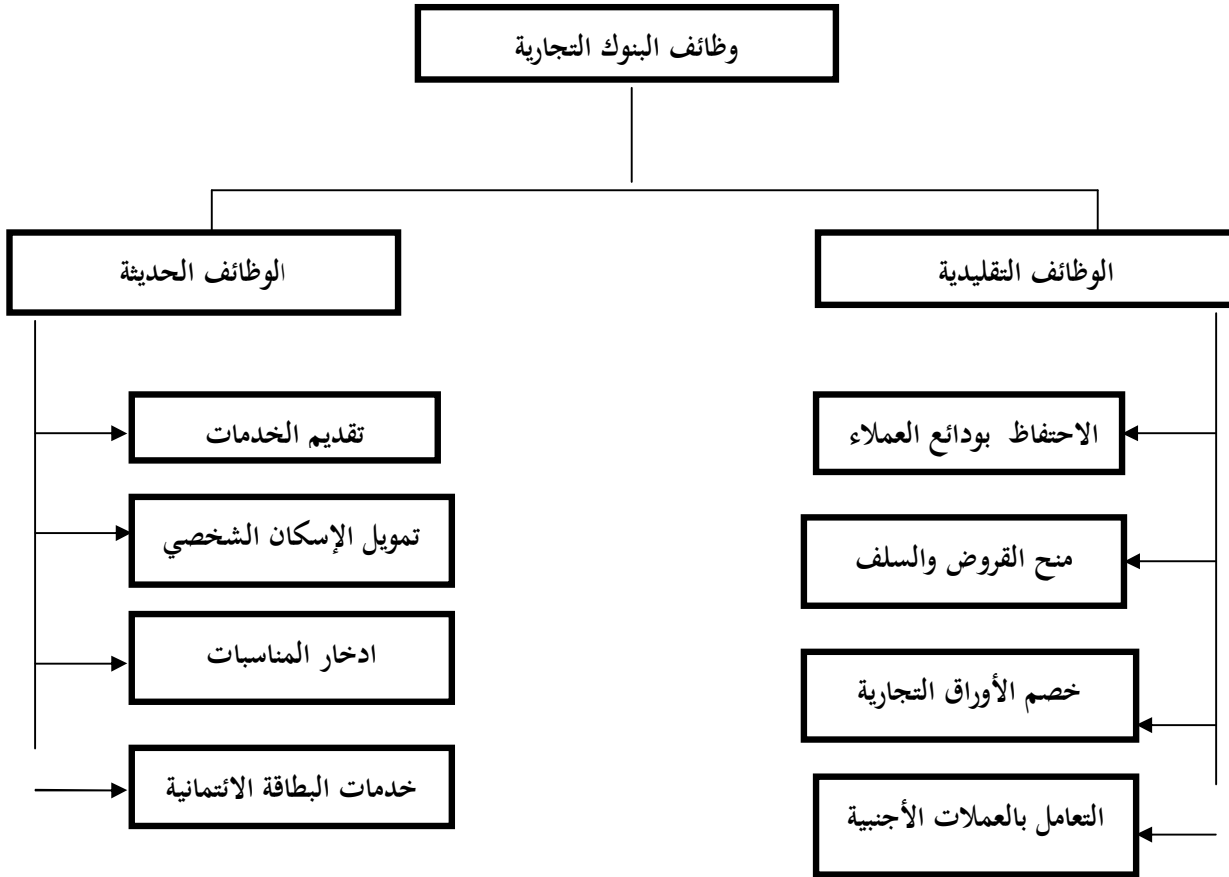 وظائف البنوك التجارية
الوظائف التقليدية
الوظائف الحديثة
الاحتفاظ بودائع العملاء
منح القروض والسلف
خصم الأوراق التجارية
التعامل بالعملات الأجنبية
تقديم الخدمات
تمويل الإسكان الشخصي
ادخار المناسبات
خدمات البطاقة الائتمانية